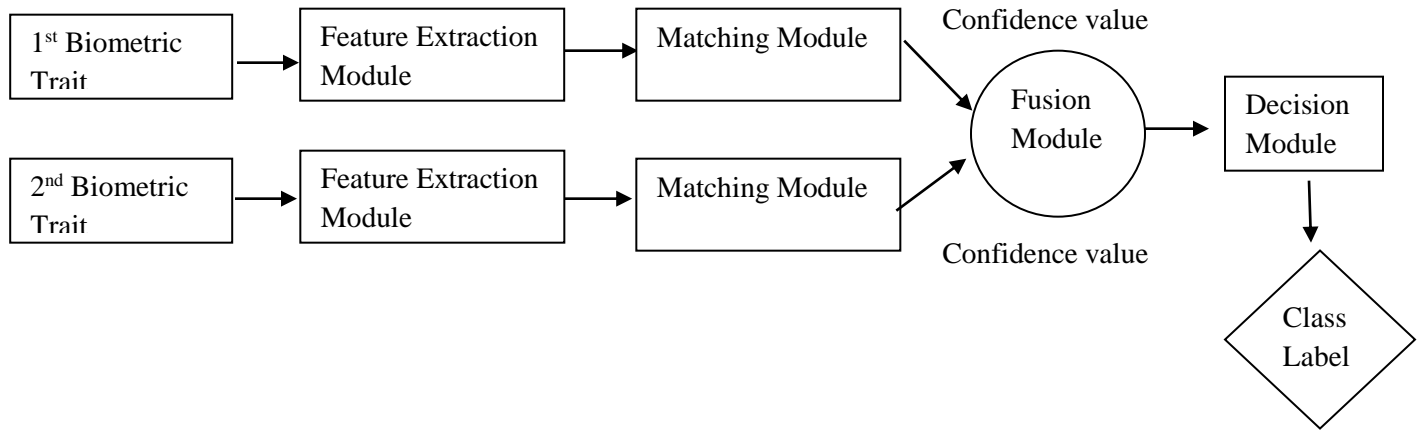 1st Biometric
Trait
Feature Extraction
Module
Matching Module
Confidence value
2nd Biometric
Trait
Feature Extraction
Module
Matching Module
Confidence value
Fusion
Module
Decision
Module
Class
Label